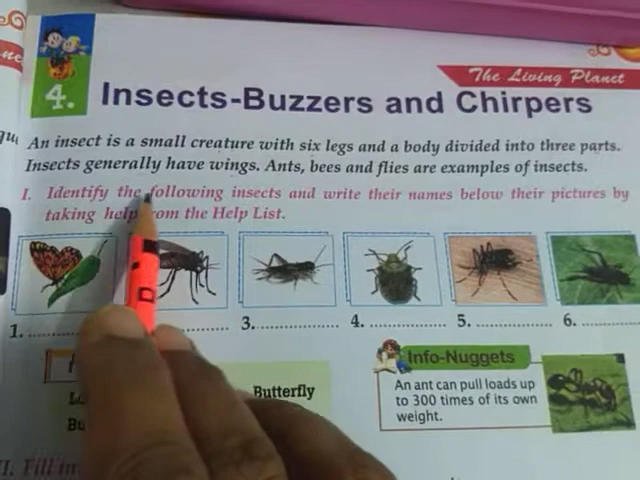 The Living Planet
4. Insects-Buzzers and Chirpers
An insect is a small creature with six legs and a body divided into three parts.
Insects generally have wings. Ants, bees and flies are examples of insects.
I. Identify the following insects and write their names below their pictures by
taking help from the Help List.
1. ............ ............ 3. ............ 4. ............ 5. ............ 6. ............
Info-Nuggets
Butterfly
An ant can pull loads up
to 300 times of its own
weight.
II. Fill in